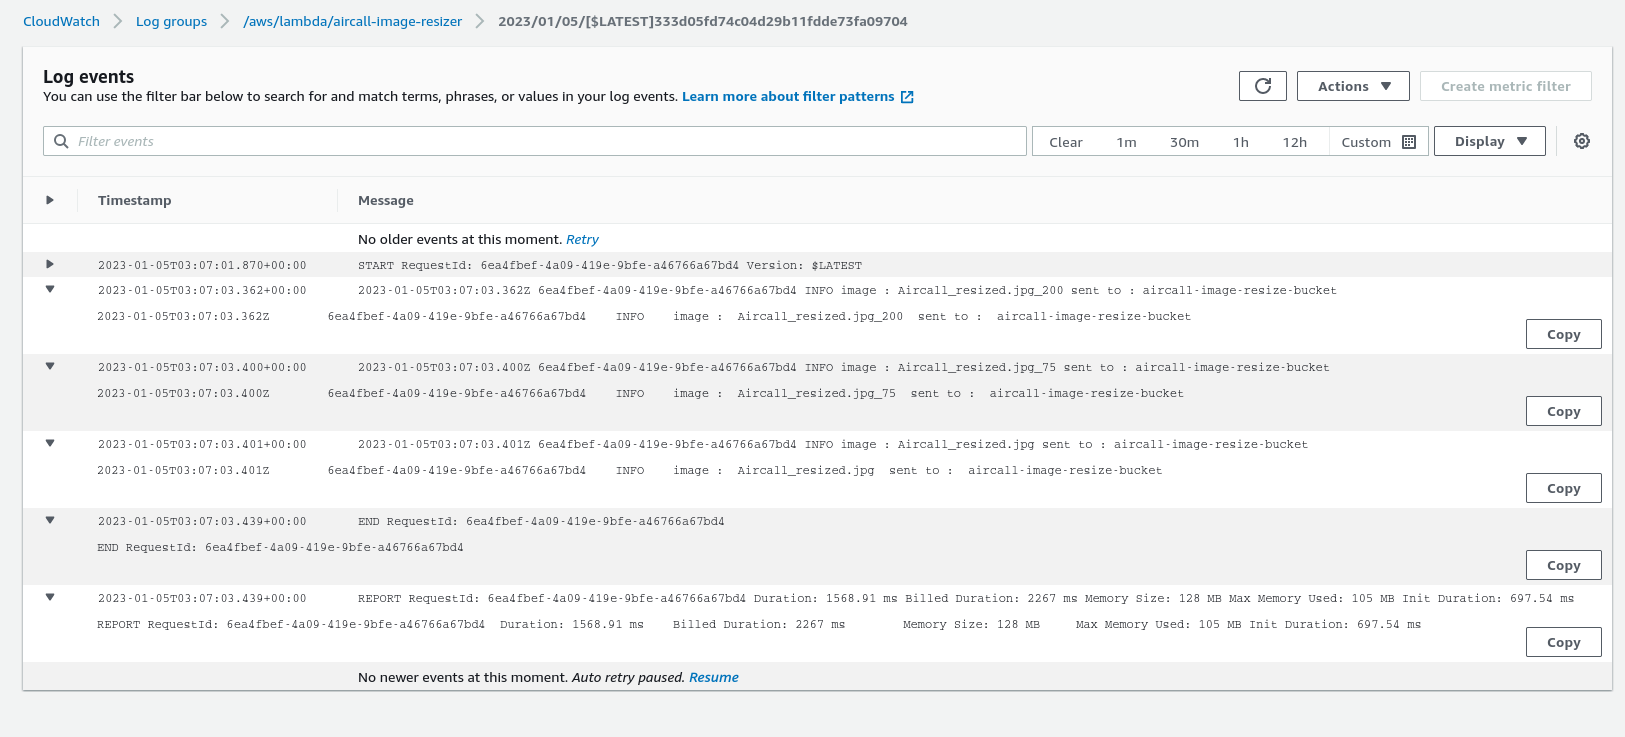 CloudWatch Log groups /aws/lambda/aircall-image-resizer 2023/01/05/[$LATEST]333d05fd74c04d29b11fdde73fa09704
Log events
You can use the filter bar below to search for and match terms, phrases, or values in your log events. Learn more about filter patterns
Actions Create metric filter
Filter events Clear 1m 30m 1h 12h Custom Display
Timestamp Message
No older events at this moment. Retry
2023-01-05T03:07:01.870+00:00 START RequestId: 6ea4fbef-4a09-419e-9bfe-a46766a67bd4 Version: $LATEST
2023-01-05T03:07:03.362+00:00 2023-01-05T03:07:03.362Z 6ea4fbef-4a09-419e-9bfe-a46766a67bd4 INFO image : Aircall_resized.jpg_200 sent to : aircall-image-resize-bucket
2023-01-05T03:07:03.362Z 6ea4fbef-4a09-419e-9bfe-a46766a67bd4 INFO image : Aircall_resized.jpg_200 sent to : aircall-image-resize-bucket
Copy
2023-01-05T03:07:03.400+00:00 2023-01-05T03:07:03.400Z 6ea4fbef-4a09-419e-9bfe-a46766a67bd4 INFO image : Aircall_resized.jpg_75 sent to : aircall-image-resize-bucket
2023-01-05T03:07:03.400Z 6ea4fbef-4a09-419e-9bfe-a46766a67bd4 INFO image : Aircall_resized.jpg_75 sent to : aircall-image-resize-bucket
Copy
2023-01-05T03:07:03.401+00:00 2023-01-05T03:07:03.401Z 6ea4fbef-4a09-419e-9bfe-a46766a67bd4 INFO image : Aircall_resized.jpg sent to : aircall-image-resize-bucket
2023-01-05T03:07:03.401Z 6ea4fbef-4a09-419e-9bfe-a46766a67bd4 INFO image : Aircall_resized.jpg sent to : aircall-image-resize-bucket
Copy
2023-01-05T03:07:03.439+00:00 END RequestId: 6ea4fbef-4a09-419e-9bfe-a46766a67bd4
END RequestId: 6ea4fbef-4a09-419e-9bfe-a46766a67bd4
Copy
2023-01-05T03:07:03.439+00:00 REPORT RequestId: 6ea4fbef-4a09-419e-9bfe-a46766a67bd4 Duration: 1568.91 ms Billed Duration: 2267 ms Memory Size: 128 MB Max Memory Used: 105 MB Init Duration: 697.54 ms
REPORT RequestId: 6ea4fbef-4a09-419e-9bfe-a46766a67bd4 Duration: 1568.91 ms Billed Duration: 2267 ms Memory Size: 128 MB Max Memory Used: 105 MB Init Duration: 697.54 ms
Copy
No newer events at this moment. Auto retry paused. Resume